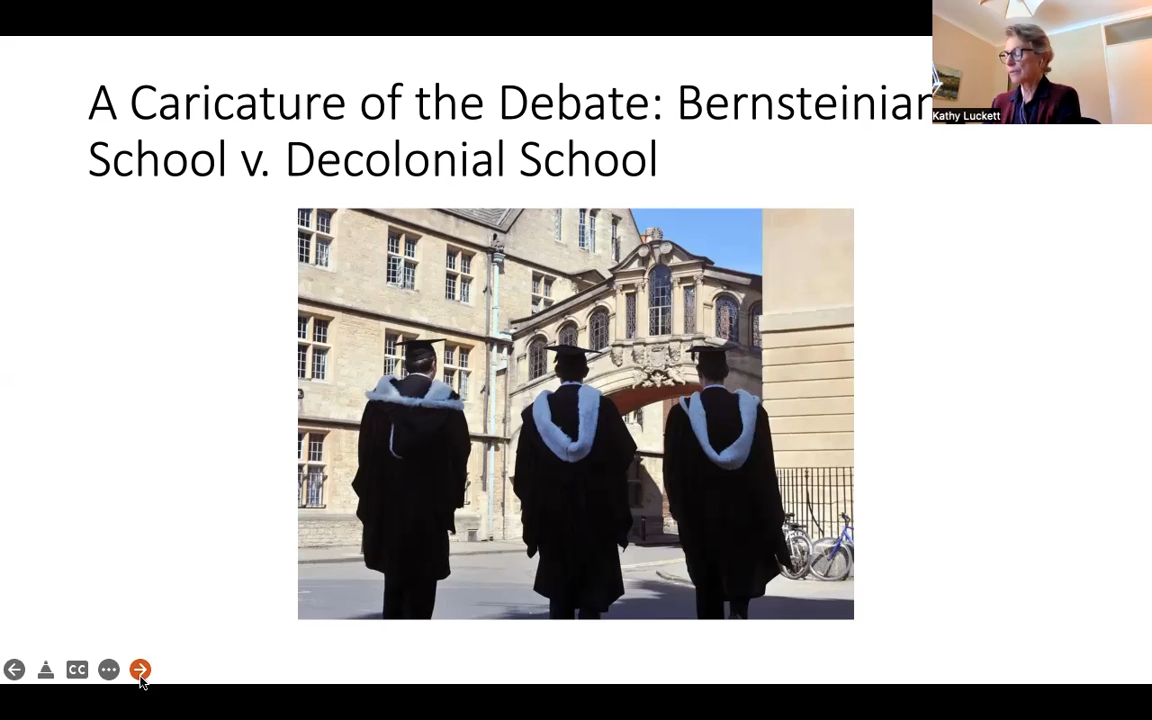 A Caricature of the Debate: Bernsteinian
School v. Decolonial School
Kathy Luckett
CC